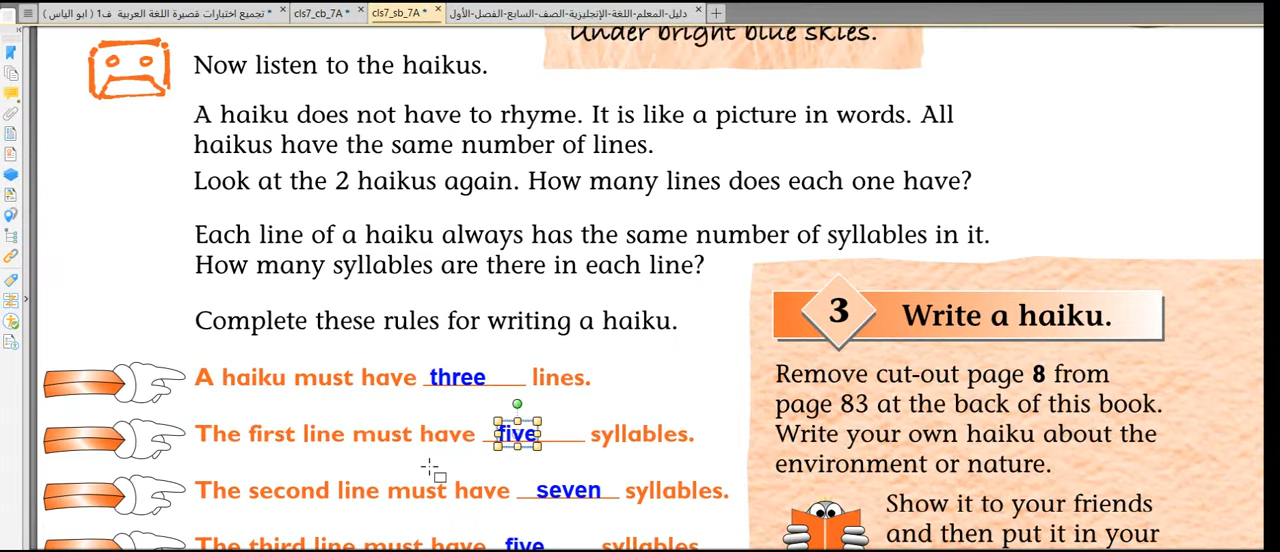 تجميع اختبارات قصيرة اللغة العربية ف1 ( ابو الياس ) *
cls7_cb_7A *
cls7_sb_7A *
دليل-المعلم-اللغة-الإنجليزية-الصف-السابع-الفصل-الأول
Under bright blue skies.
Now listen to the haikus.
A haiku does not have to rhyme. It is like a picture in words. All
haikus have the same number of lines.
Look at the 2 haikus again. How many lines does each one have?
Each line of a haiku always has the same number of syllables in it.
How many syllables are there in each line?
Complete these rules for writing a haiku.
A haiku must have three lines.
The first line must have five syllables.
The second line must have seven syllables.
The third line must have five syllables
3 Write a haiku.
Remove cut-out page 8 from
page 83 at the back of this book.
Write your own haiku about the
environment or nature.
Show it to your friends
and then put it in your